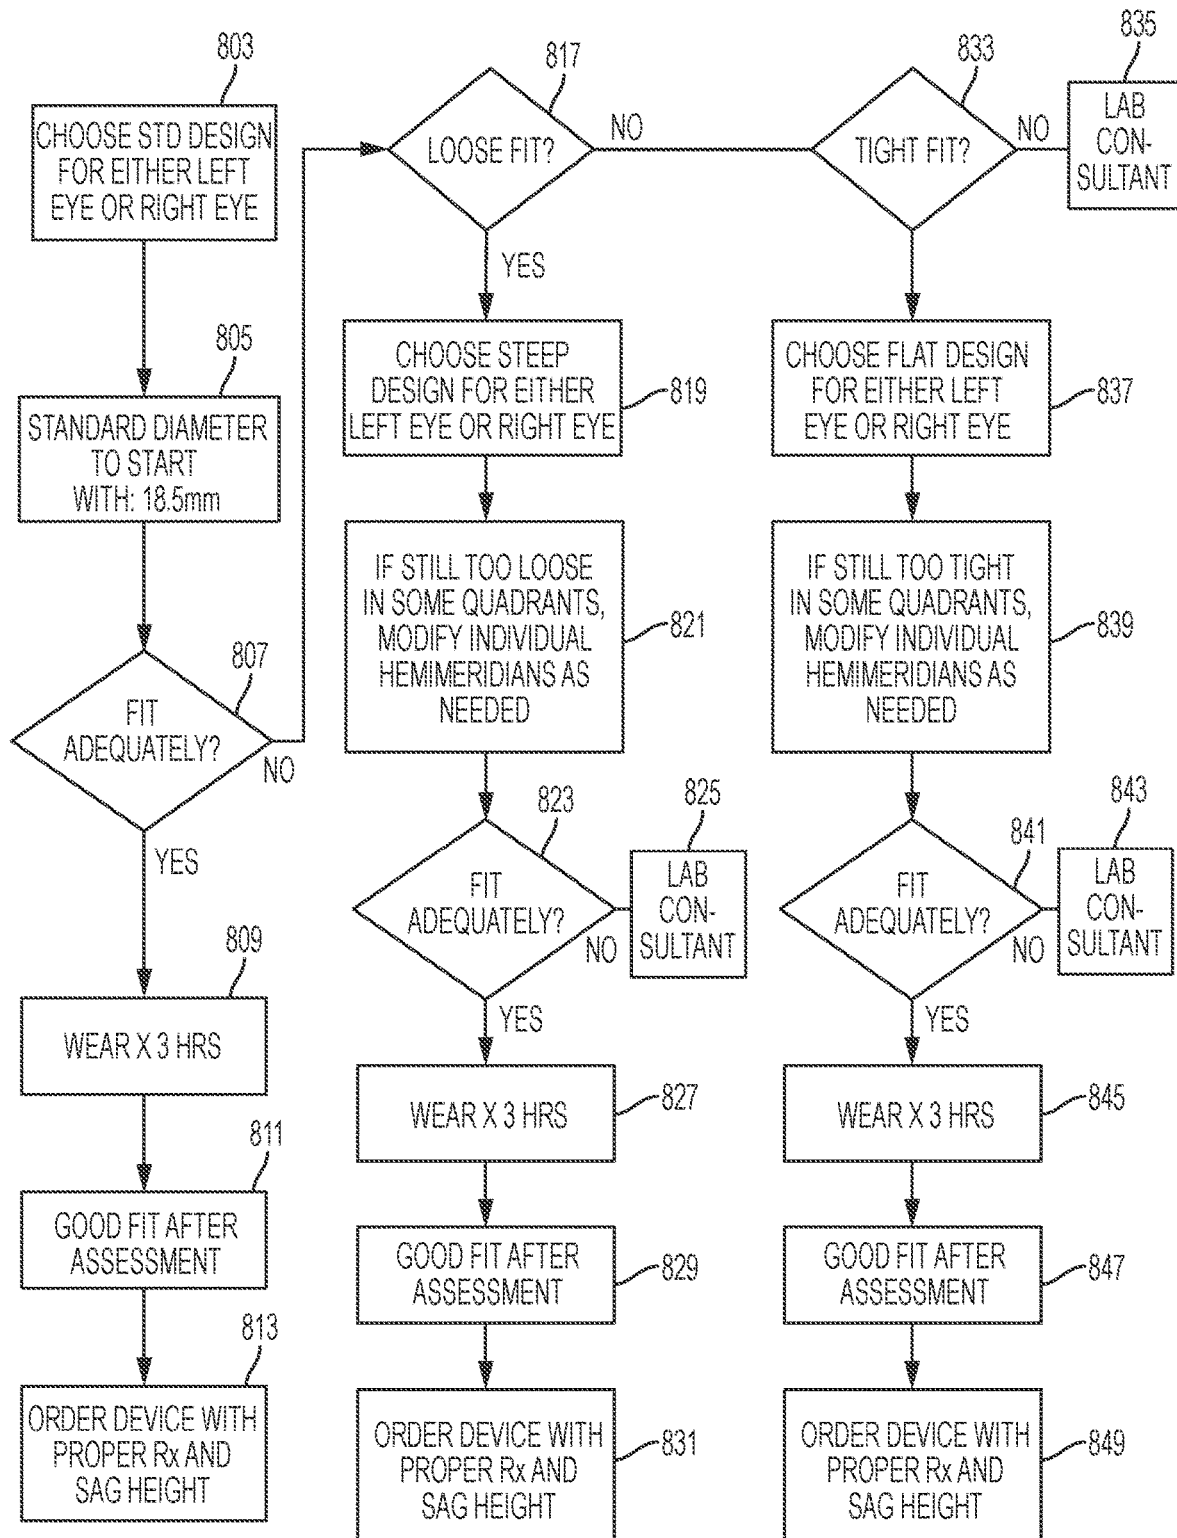 803
CHOOSE STD DESIGN
FOR EITHER LEFT
EYE OR RIGHT EYE
805
STANDARD DIAMETER
TO START
WITH: 18.5mm
807
FIT
ADEQUATELY?
NO
YES
809
WEAR X 3 HRS
811
GOOD FIT AFTER
ASSESSMENT
813
ORDER DEVICE WITH
PROPER Rx AND
SAG HEIGHT
817
LOOSE FIT?
NO
YES
CHOOSE STEEP
DESIGN FOR EITHER
LEFT EYE OR RIGHT EYE
819
IF STILL TOO LOOSE
IN SOME QUADRANTS,
MODIFY INDIVIDUAL
HEMIMERIDIANS AS
NEEDED
821
823
FIT
ADEQUATELY?
NO
825
LAB
CON-
SULTANT
YES
WEAR X 3 HRS
827
GOOD FIT AFTER
ASSESSMENT
829
ORDER DEVICE WITH
PROPER Rx AND
SAG HEIGHT
831
833
TIGHT FIT?
NO
835
LAB
CON-
SULTANT
CHOOSE FLAT DESIGN
FOR EITHER LEFT
EYE OR RIGHT EYE
837
IF STILL TOO TIGHT
IN SOME QUADRANTS,
MODIFY INDIVIDUAL
HEMIMERIDIANS AS
NEEDED
839
841
FIT
ADEQUATELY?
NO
843
LAB
CON-
SULTANT
YES
WEAR X 3 HRS
845
GOOD FIT AFTER
ASSESSMENT
847
ORDER DEVICE WITH
PROPER Rx AND
SAG HEIGHT
849